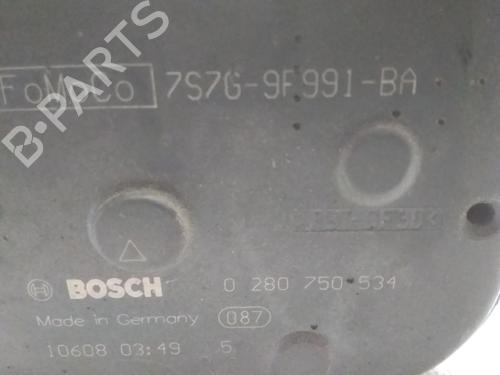 FoMoCo 7S7G-9F991-BA
BOSCH 0 280 750 534
Made in Germany 087
10608 03:49 5
B-PARTS